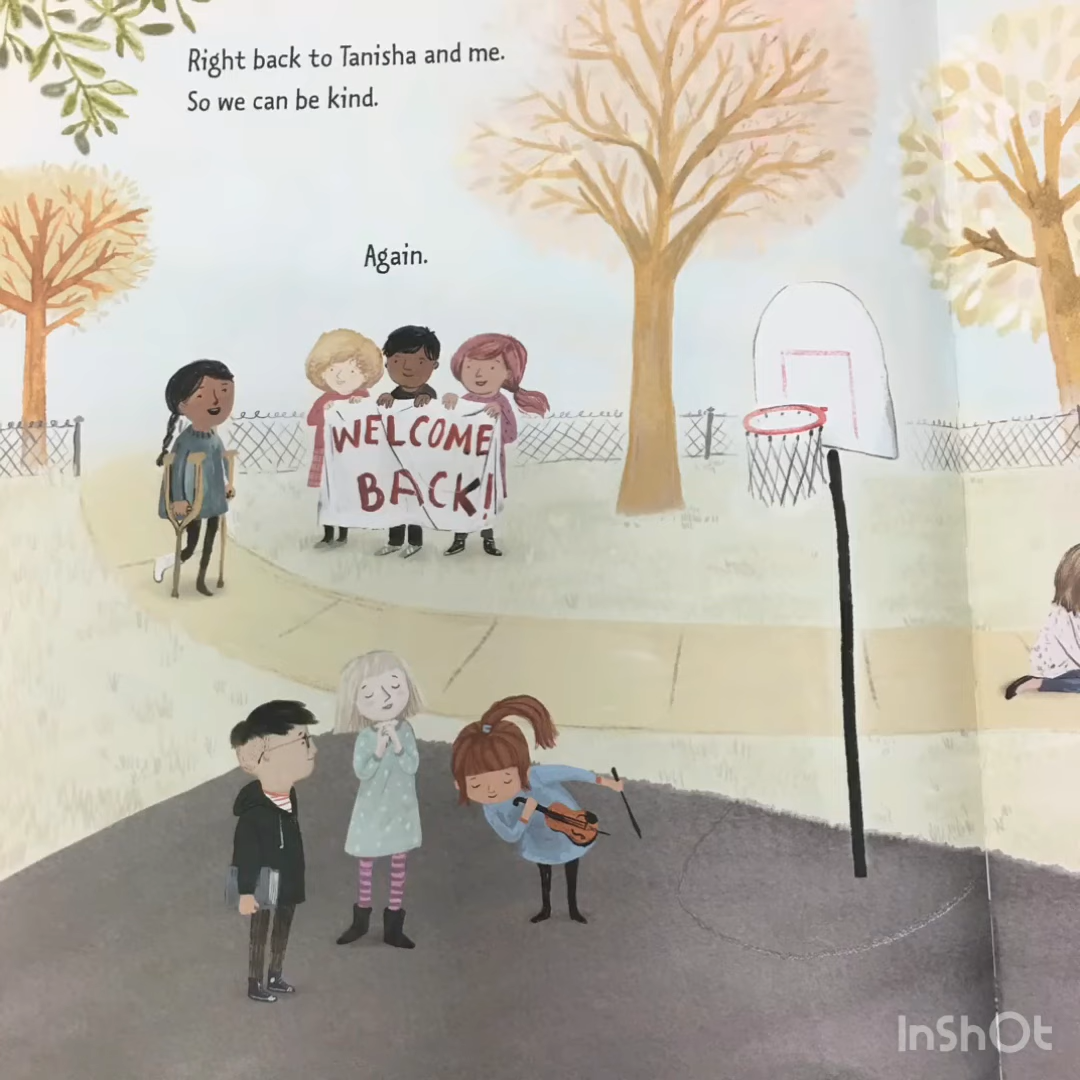 Right back to Tanisha and me.
So we can be kind.
Again.
WELCOME
BACK!
InShOt